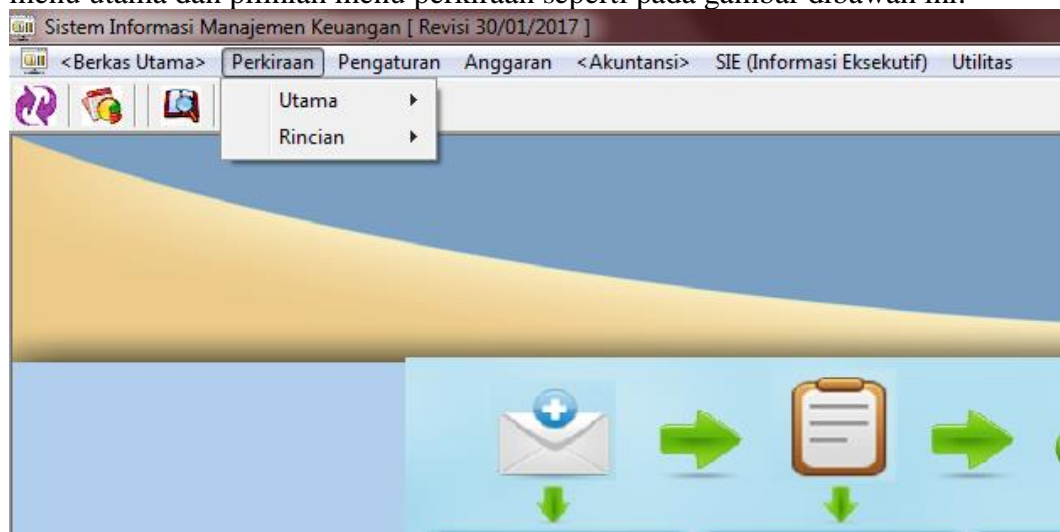 menu utama dan pilihlah menu perkiraan seperti pada gambar dibawah ini.
Sistem Informasi Manajemen Keuangan [ Revisi 30/01/2017 ]
<Berkas Utama> Perkiraan Pengaturan Anggaran <Akuntansi> SIE (Informasi Eksekutif) Utilitas
Utama
Rincian